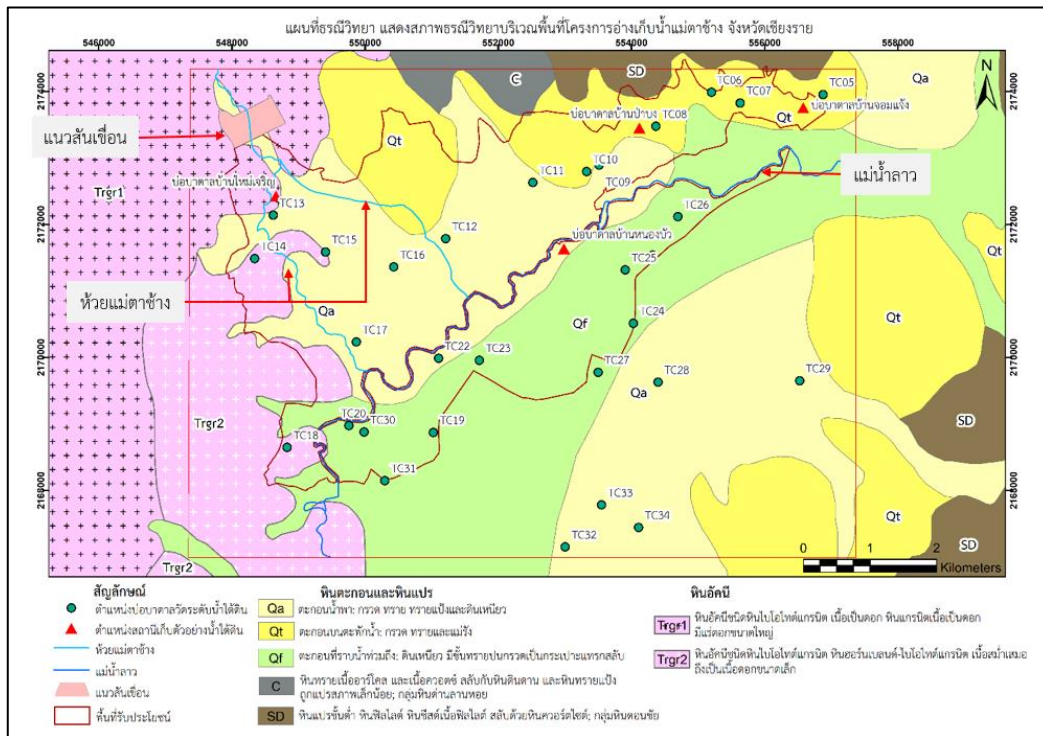 แผนที่ธรณีวิทยา แสดงสภาพธรณีวิทยาบริเวณพื้นที่โครงการอ่างเก็บน้ำแม่ตาช้าง จังหวัดเชียงราย
546000 548000 550000 552000 554000 556000 558000
2174000 2174000
2172000 2172000
2170000 2170000
2168000 2168000
N
C
SD
Qa
TC06
TC05
TC07
บ่อบาดาลบ้านจอมแจ้ง
Qt
บ่อบาดาลบ้านป่าบง
TC08
แนวสันเขื่อน
Qt
TC10
TC11
TC09
แม่น้ำลาว
Trgr1
บ่อบาดาลบ้านใหม่เจริญ
TC13
TC26
TC12
บ่อบาดาลบ้านหนองบัว
TC14
TC15
TC16
TC25
ห้วยแม่ตาช้าง
Qa
Qf
TC24
Qt
TC17
TC22
TC23
TC27
TC28
TC29
Qa
Trgr2
TC20
TC30
TC19
TC18
SD
TC31
TC33
TC34
Qt
TC32
SD
Trgr2
0 1 2
Kilometers
สัญลักษณ์
ตำแหน่งบ่อบาดาลวัดระดับน้ำใต้ดิน
ตำแหน่งสถานีเก็บตัวอย่างน้ำใต้ดิน
ห้วยแม่ตาช้าง
แม่น้ำลาว
แนวสันเขื่อน
พื้นที่รับประโยชน์
หินตะกอนและหินแปร
Qa ตะกอนน้ำพา: กรวด ทราย ทรายแป้งและดินเหนียว
Qt ตะกอนบนตะพักน้ำ: กรวด ทรายและแม่รัง
Qf ตะกอนที่ราบน้ำท่วมถึง: ดินเหนียว มีชั้นทรายปนกรวดเป็นกระเปาะแทรกสลับ
C หินทรายเนื้ออาร์โคส และเนื้อควอตซ์ สลับกับหินดินดาน และหินทรายแป้ง
ถูกแปรสภาพเล็กน้อย; กลุ่มหินด่านลานหอย
SD หินแปรขั้นต่ำ หินฟิลไลต์ หินชีสต์เนื้อฟิลไลต์ สลับด้วยหินควอร์ตไซต์; กลุ่มหินดอนชัย
หินอัคนี
Trgr1 หินอัคนีชนิดหินไบโอไทต์แกรนิต เนื้อเป็นดอก หินแกรนิตเนื้อเป็นดอก
มีแร่ดอกขนาดใหญ่
Trgr2 หินอัคนีชนิดหินไบโอไทต์แกรนิต หินฮอร์นเบลนด์-ไบโอไทต์แกรนิต เนื้อสม่ำเสมอ
ถึงเป็นเนื้อดอกขนาดเล็ก